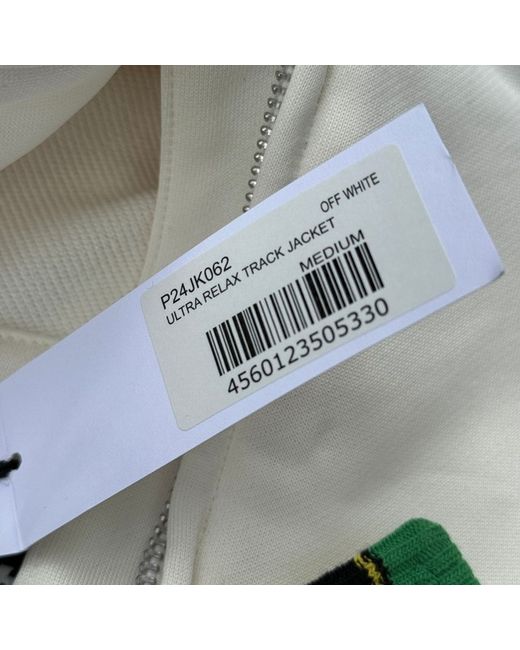 OFF WHITE
P24JK062
ULTRA RELAX TRACK JACKET
MEDIUM
4560123505330